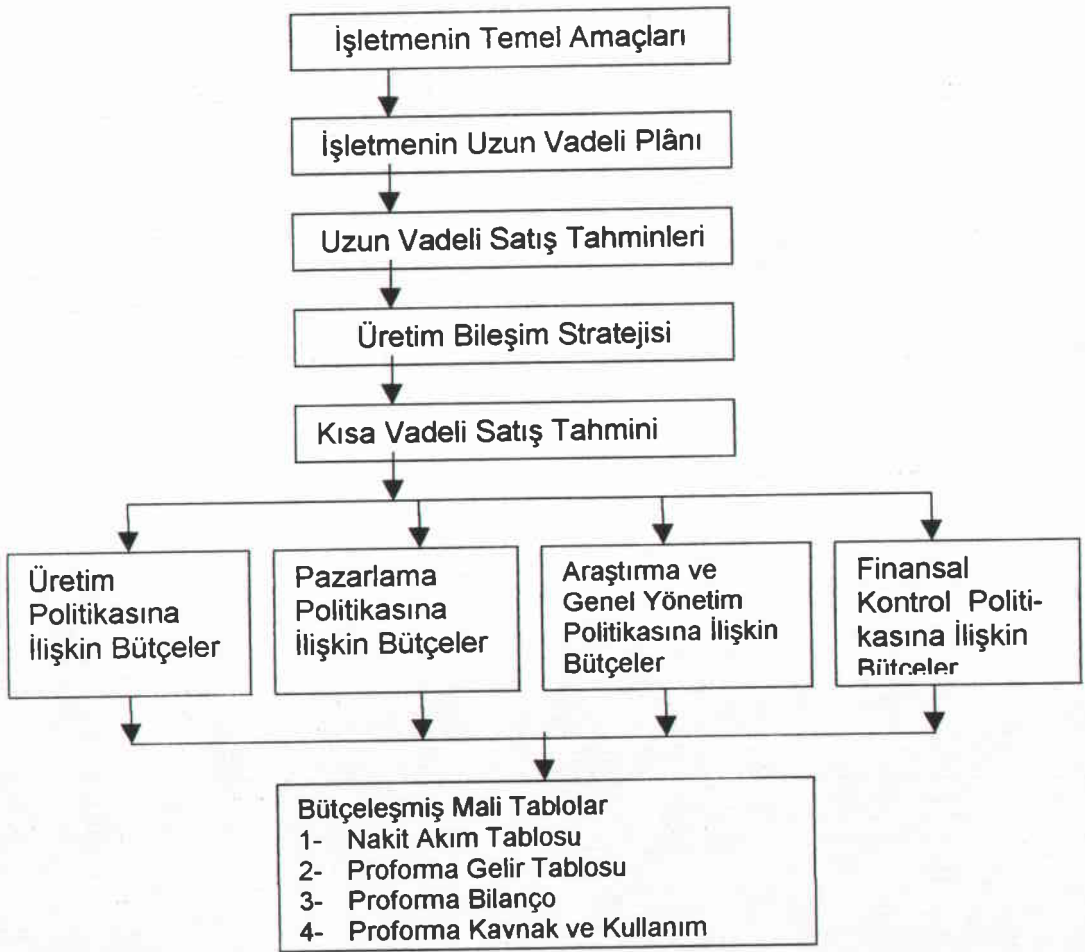 İşletmenin Temel Amaçları
İşletmenin Uzun Vadeli Plânı
Uzun Vadeli Satış Tahminleri
Üretim Bileşim Stratejisi
Kısa Vadeli Satış Tahmini
Üretim
Politikasına
İlişkin Bütçeler
Pazarlama
Politikasına
İlişkin Bütçeler
Araştırma ve
Genel Yönetim
Politikasına İlişkin
Bütçeler
Finansal
Kontrol Politi-
kasına İlişkin
Bütçeler
Bütçeleşmiş Mali Tablolar
1- Nakit Akım Tablosu
2- Proforma Gelir Tablosu
3- Proforma Bilanço
4- Proforma Kaynak ve Kullanım